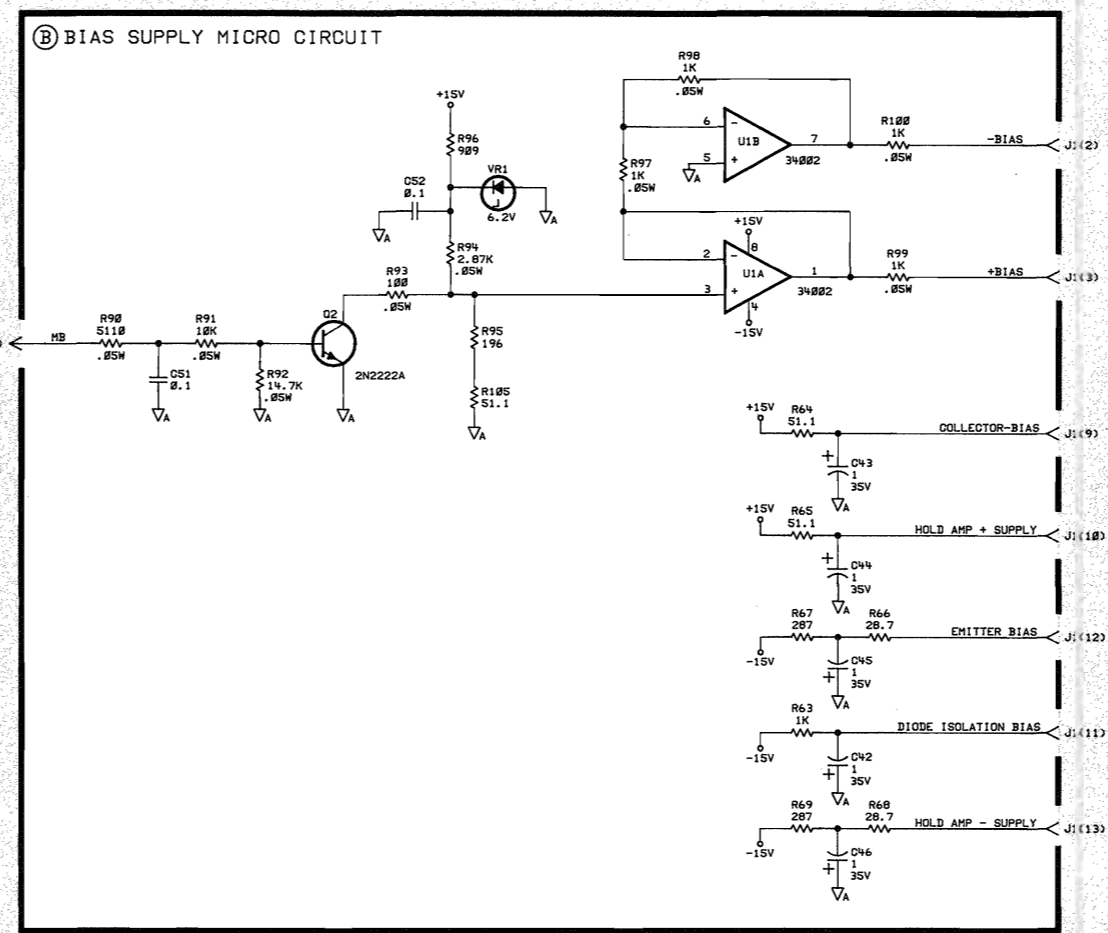 B BIAS SUPPLY MICRO CIRCUIT
R98
1K
.05W
+15V
R96
909
6
-
U1B
7
5
+
34002
A
R100
1K
.05W
-BIAS
J1(2)
C52
0.1
VR1
6.2V
A
A
R97
1K
.05W
R94
2.87K
.05W
+15V
8
2
-
U1A
1
3
+
34002
4
-15V
R99
1K
.05W
+BIAS
J1(3)
R93
100
.05W
Q2
2N2222A
A
MB
R90
5110
.05W
R91
10K
.05W
C51
0.1
A
R92
14.7K
.05W
A
R95
196
R105
51.1
A
+15V
R64
51.1
COLLECTOR-BIAS
J1(9)
+
C43
1
35V
A
+15V
R65
51.1
HOLD AMP + SUPPLY
J1(10)
+
C44
1
35V
A
R67
287
R66
28.7
EMITTER BIAS
J1(12)
-15V
+
C45
1
35V
A
R63
1K
DIODE ISOLATION BIAS
J1(11)
-15V
+
C42
1
35V
A
R69
287
R68
28.7
HOLD AMP - SUPPLY
J1(13)
-15V
+
C46
1
35V
A